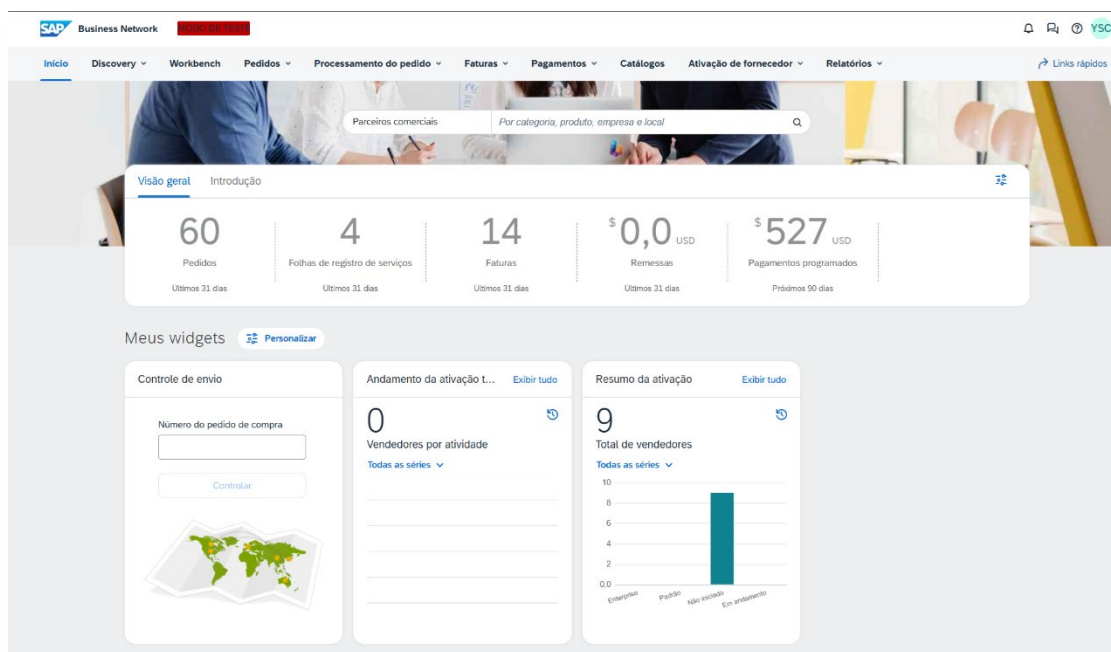 SAP Business Network MODO DE TESTE
YSC
Início Discovery Workbench Pedidos Processamento do pedido Faturas Pagamentos Catálogos Ativação de fornecedor Relatórios Links rápidos
Parceiros comerciais Por categoria, produto, empresa e local
Visão geral Introdução
60 4 14 $ 0,0 USD $ 527 USD
Pedidos Folhas de registro de serviços Faturas Remessas Pagamentos programados
Últimos 31 dias Últimos 31 dias Últimos 31 dias Últimos 31 dias Próximos 90 dias
Meus widgets Personalizar
Controle de envio
Número do pedido de compra
Controlar
Andamento da ativação t... Exibir tudo
0
Vendedores por atividade
Todas as séries
Resumo da ativação Exibir tudo
9
Total de vendedores
Todas as séries
10
8
6
4
2
0,0
Enterprise Padrão Não iniciado Em andamento